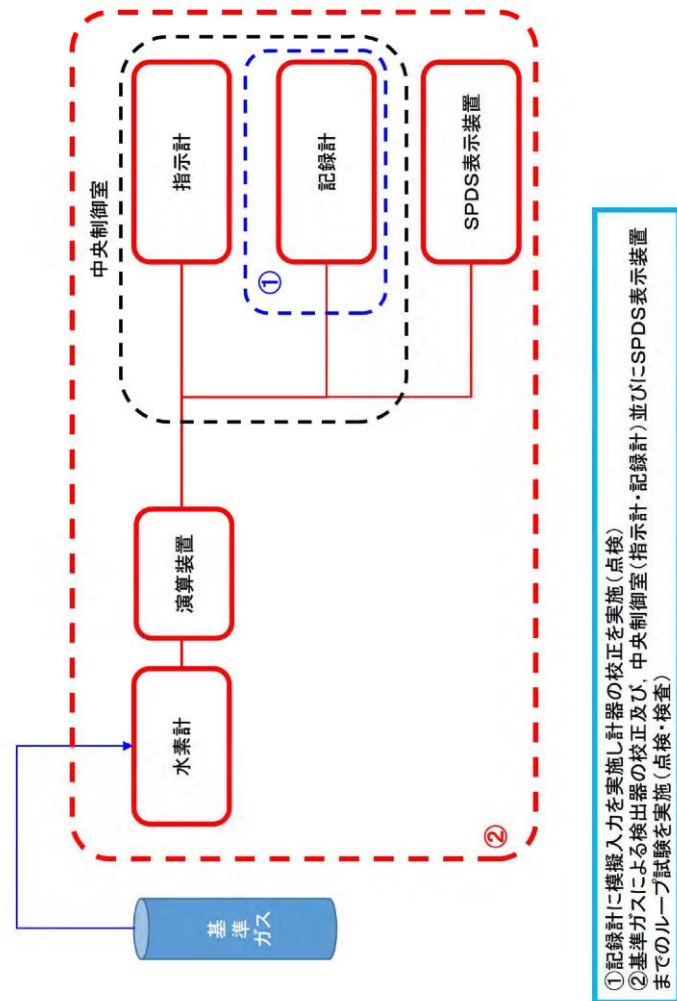 中央制御室
指示計
①
記録計
SPDS表示装置
演算装置
水素計
②
基準
ガス
①記録計に模擬入力を実施し計器の校正を実施(点検)
②基準ガスによる検出器の校正及び,中央制御室(指示計・記録計)並びにSPDS表示装置
までのループ試験を実施(点検・検査)